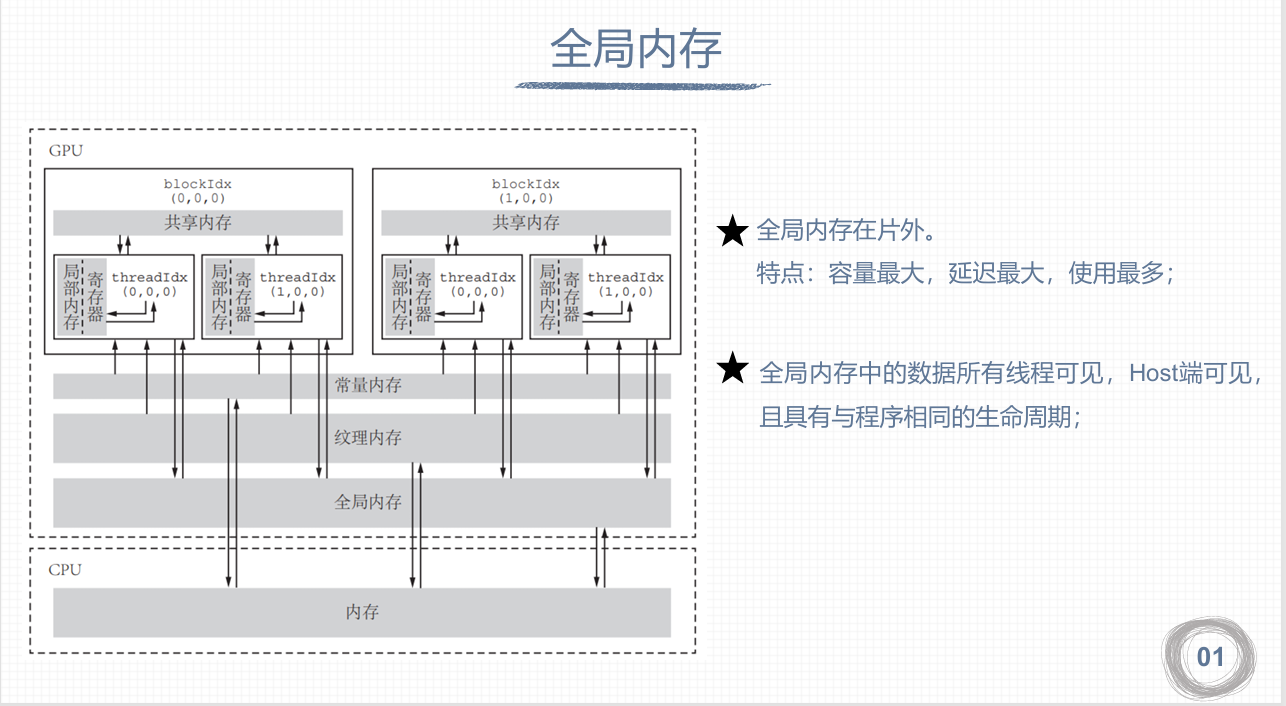 全局内存
GPU
blockIdx
(0,0,0)
共享内存
局部内存
寄存器
threadIdx
(0,0,0)
局部内存
寄存器
threadIdx
(1,0,0)
blockIdx
(1,0,0)
共享内存
局部内存
寄存器
threadIdx
(0,0,0)
局部内存
寄存器
threadIdx
(1,0,0)
常量内存
纹理内存
全局内存
CPU
内存
全局内存在片外。
特点：容量最大，延迟最大，使用最多；
全局内存中的数据所有线程可见，Host端可见，
且具有与程序相同的生命周期；
01